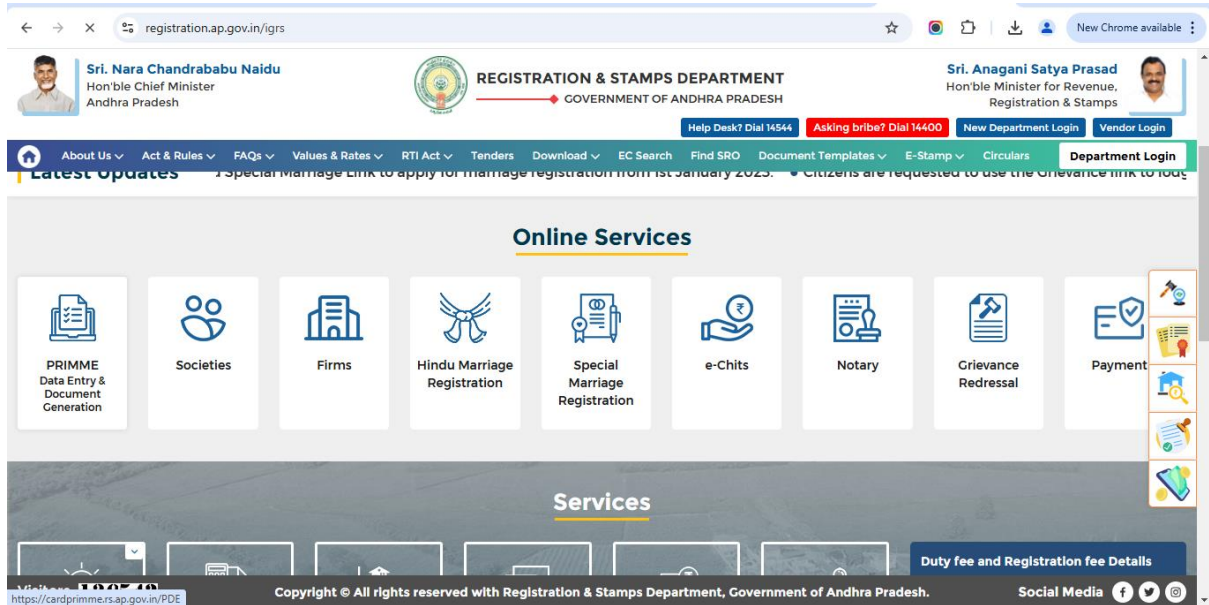 registration.ap.gov.in/igrs
New Chrome available
Sri. Nara Chandrababu Naidu
Hon'ble Chief Minister
Andhra Pradesh
REGISTRATION & STAMPS DEPARTMENT
GOVERNMENT OF ANDHRA PRADESH
Sri. Anagani Satya Prasad
Hon'ble Minister for Revenue,
Registration & Stamps
Help Desk? Dial 14544 Asking bribe? Dial 14400 New Department Login Vendor Login
About Us Act & Rules FAQs Values & Rates RTI Act Tenders Download EC Search Find SRO Document Templates E-Stamp Circulars Department Login
Latest Updates Special Marriage Link to apply for marriage registration from 1st January 2023. • Citizens are requested to use the Grievance link to
Online Services
PRIMME
Data Entry &
Document
Generation
Societies
Firms
Hindu Marriage
Registration
Special
Marriage
Registration
e-Chits
Notary
Grievance
Redressal
Payment
Services
Duty fee and Registration fee Details
Copyright © All rights reserved with Registration & Stamps Department, Government of Andhra Pradesh.
Social Media
https://cardprimme.rs.ap.gov.in/PDE